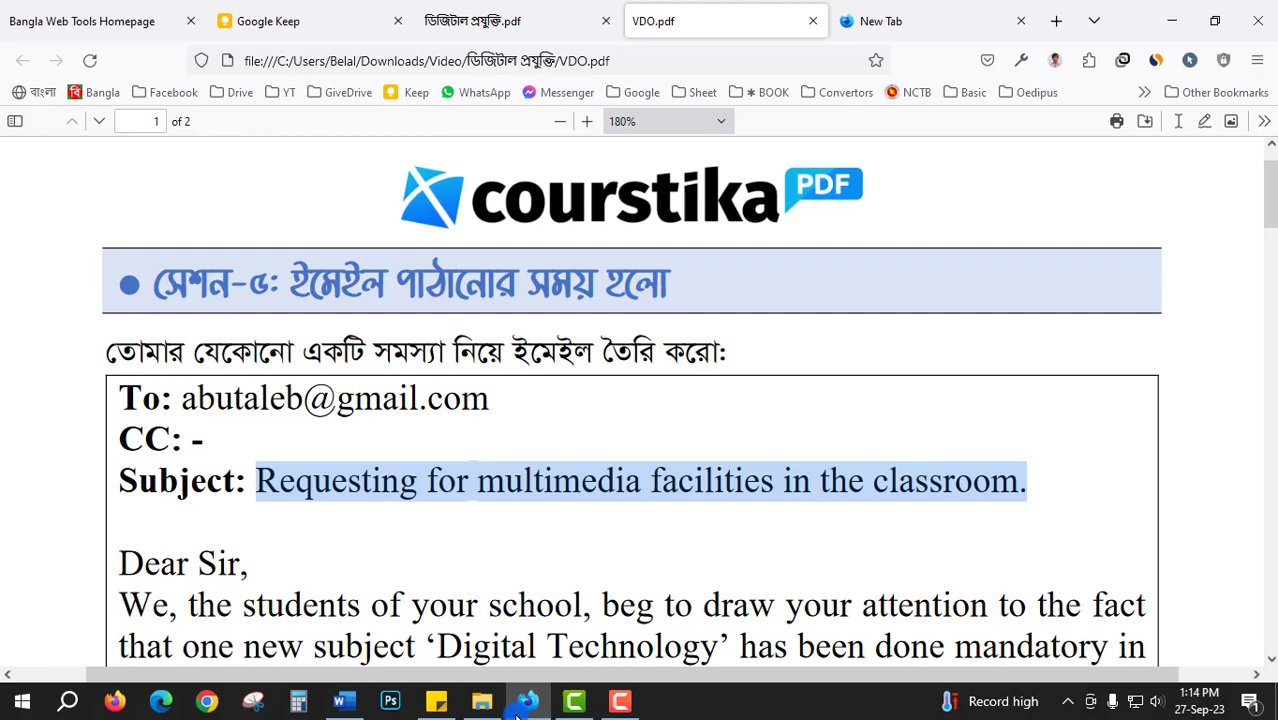 Bangla Web Tools Homepage
Google Keep
ডিজিটাল প্রযুক্তি.pdf
VDO.pdf
New Tab
file:///C:/Users/Belal/Downloads/Video/ডিজিটাল প্রযুক্তি/VDO.pdf
বাংলা
Bangla
Facebook
Drive
YT
GiveDrive
Keep
WhatsApp
Messenger
Google
Sheet
✱ BOOK
Convertors
NCTB
Basic
Oedipus
Other Bookmarks
1 of 2
180%
courstika PDF
● সেশন-৫: ইমেইল পাঠানোর সময় হলো
তোমার যেকোনো একটি সমস্যা নিয়ে ইমেইল তৈরি করো:
To: abutaleb@gmail.com
CC: -
Subject: Requesting for multimedia facilities in the classroom.
Dear Sir,
We, the students of your school, beg to draw your attention to the fact
that one new subject ‘Digital Technology’ has been done mandatory in
Record high
1:14 PM
27-Sep-23